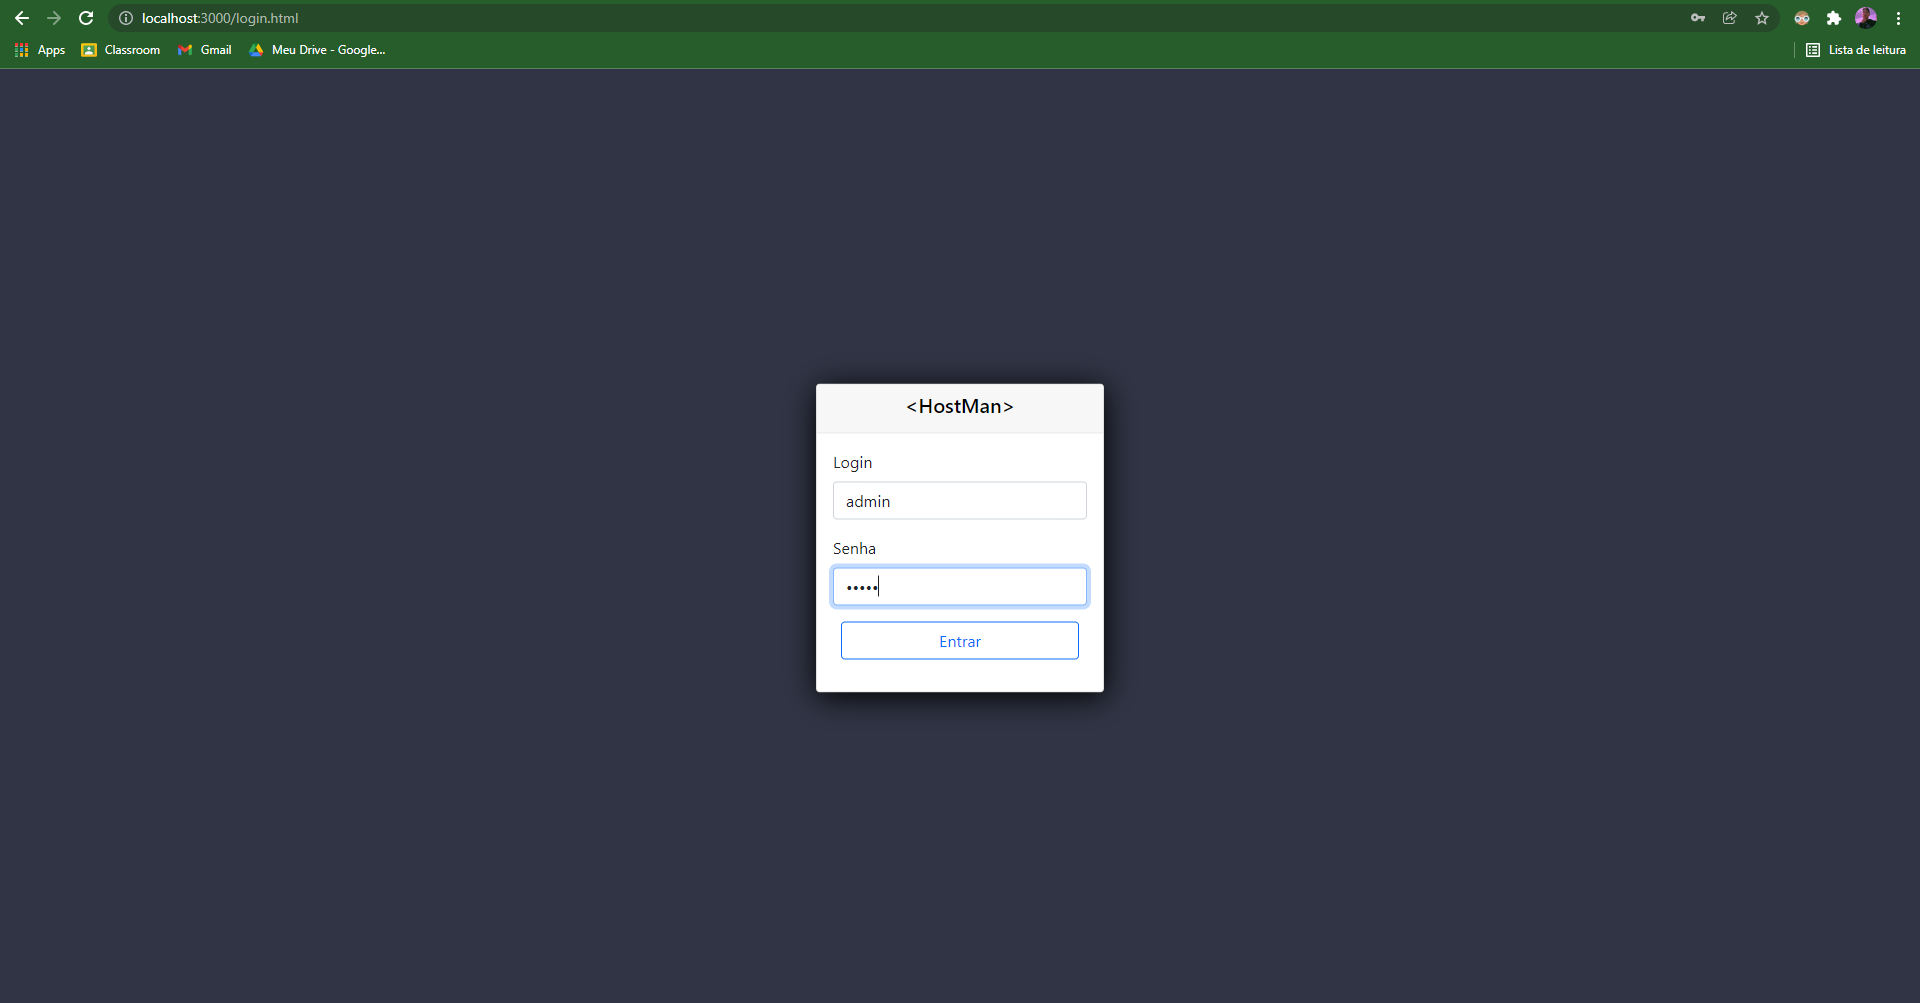 localhost:3000/login.html
Apps Classroom Gmail Meu Drive - Google... Lista de leitura
<HostMan>
Login
admin
Senha
•••••
Entrar